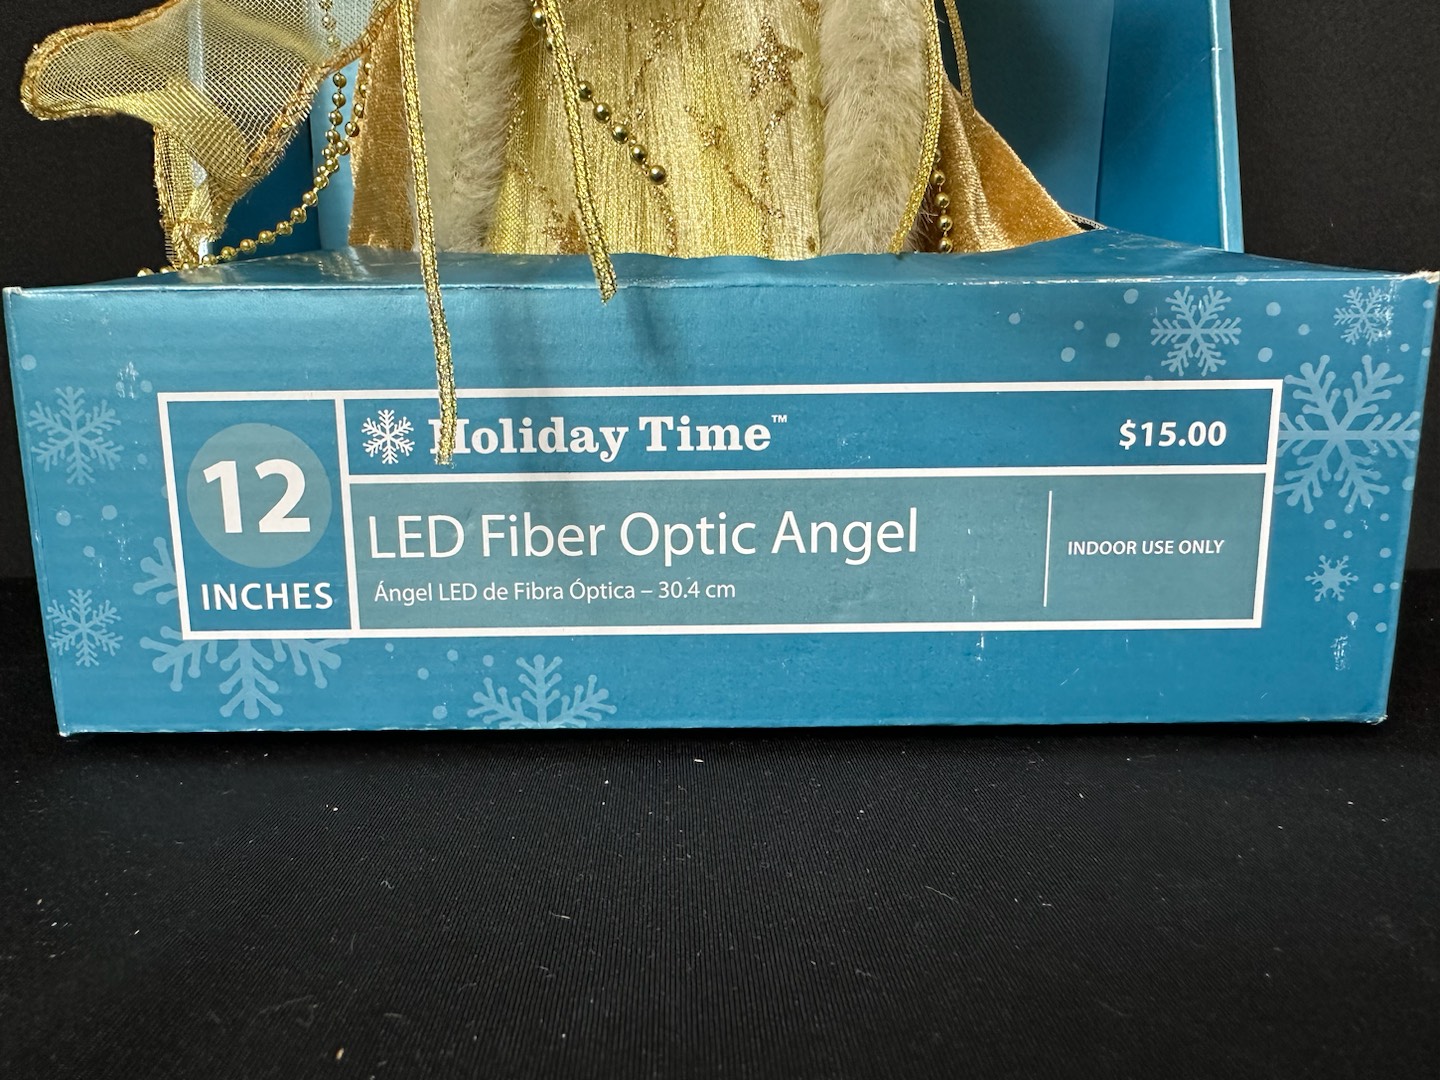 12
INCHES
Holiday Time™
$15.00
LED Fiber Optic Angel
Ángel LED de Fibra Óptica – 30.4 cm
INDOOR USE ONLY